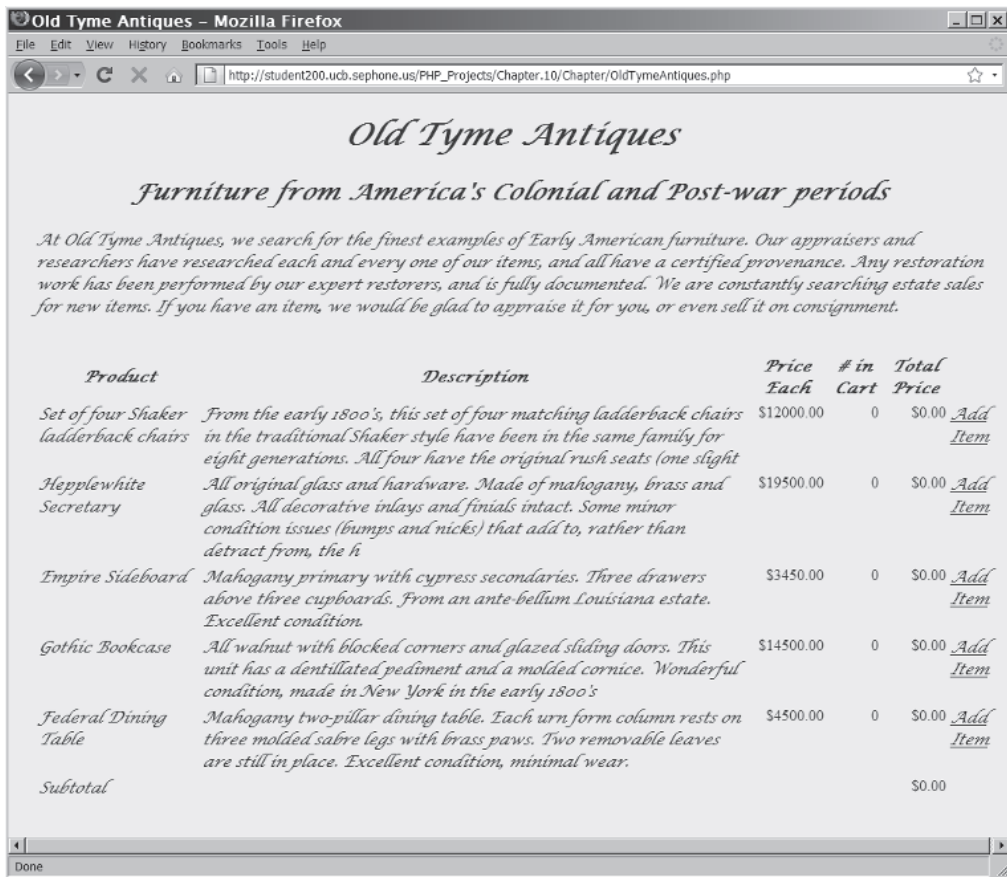 Old Tyme Antiques – Mozilla Firefox
File Edit View History Bookmarks Tools Help
http://student200.ucb.sephone.us/PHP_Projects/Chapter.10/Chapter/OldTymeAntiques.php
Old Tyme Antiques
Furniture from America's Colonial and Post-war periods
At Old Tyme Antiques, we search for the finest examples of Early American furniture. Our appraisers and
researchers have researched each and every one of our items, and all have a certified provenance. Any restoration
work has been performed by our expert restorers, and is fully documented. We are constantly searching estate sales
for new items. If you have an item, we would be glad to appraise it for you, or even sell it on consignment.
Product Description Price Each # in Cart Total Price
Set of four Shaker From the early 1800's, this set of four matching ladderback chairs $12000.00 0 $0.00 Add
ladderback chairs in the traditional Shaker style have been in the same family for Item
eight generations. All four have the original rush seats (one slight
Hepplewhite All original glass and hardware. Made of mahogany, brass and $19500.00 0 $0.00 Add
Secretary glass. All decorative inlays and finials intact. Some minor Item
condition issues (bumps and nicks) that add to, rather than
detract from, the h
Empire Sideboard Mahogany primary with cypress secondaries. Three drawers $3450.00 0 $0.00 Add
above three cupboards. From an ante-bellum Louisiana estate. Item
Excellent condition.
Gothic Bookcase All walnut with blocked corners and glazed sliding doors. This $14500.00 0 $0.00 Add
unit has a dentillated pediment and a molded cornice. Wonderful Item
condition, made in New York in the early 1800's
Federal Dining Mahogany two-pillar dining table. Each urn form column rests on $4500.00 0 $0.00 Add
Table three molded sabre legs with brass paws. Two removable leaves Item
are still in place. Excellent condition, minimal wear.
Subtotal $0.00
Done